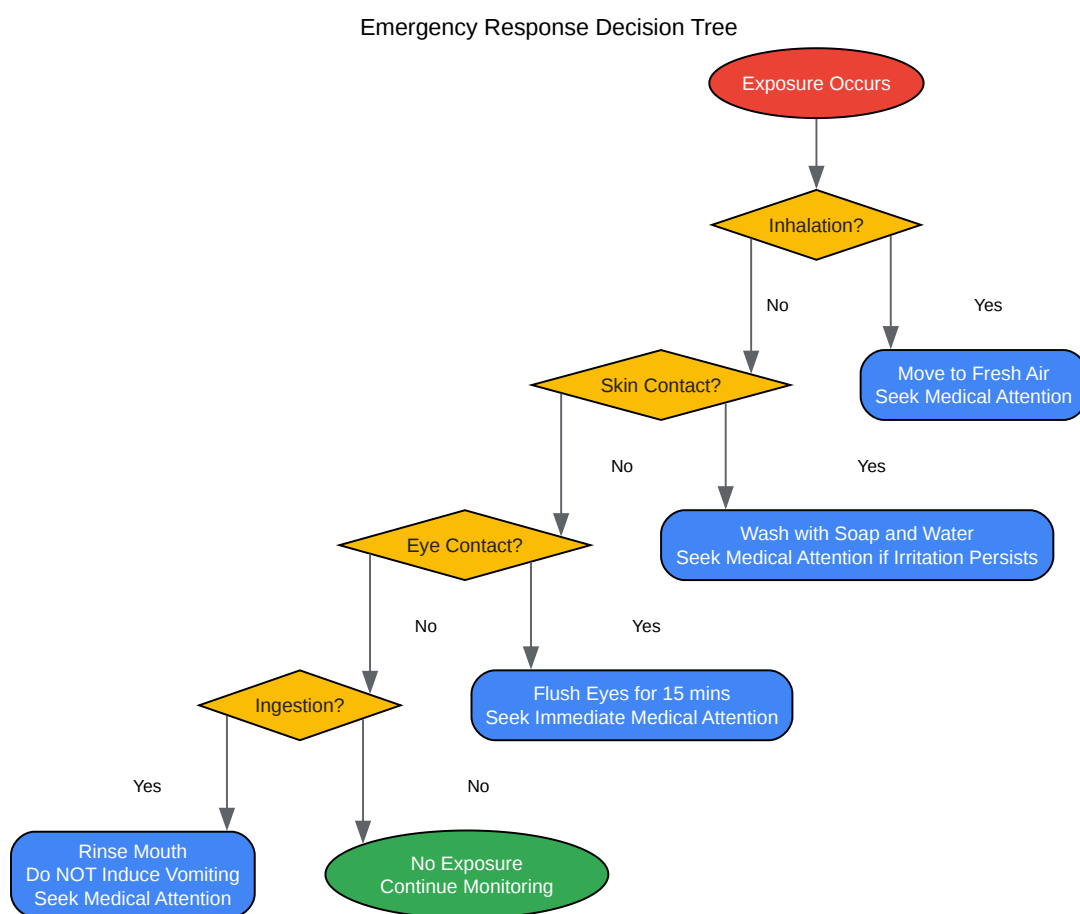 Emergency Response Decision Tree
Exposure Occurs
Inhalation?
No
Yes
Move to Fresh Air
Seek Medical Attention
Skin Contact?
No
Yes
Wash with Soap and Water
Seek Medical Attention if Irritation Persists
Eye Contact?
No
Yes
Flush Eyes for 15 mins
Seek Immediate Medical Attention
Ingestion?
Yes
No
Rinse Mouth
Do NOT Induce Vomiting
Seek Medical Attention
No Exposure
Continue Monitoring